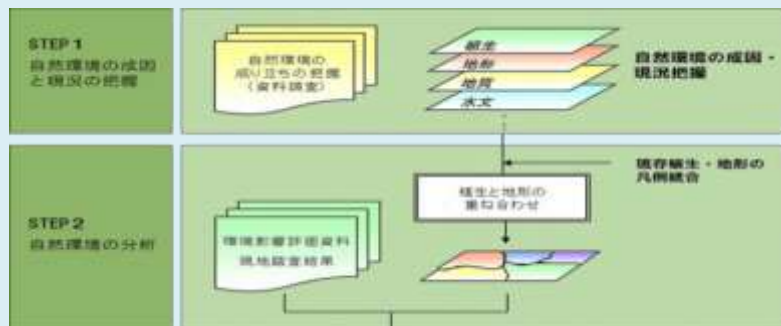 STEP 1
自然環境の成因
と現況の把握
自然環境の
成り立ちの把握
(資料調査)
植生
地形
地質
水文
自然環境の成因・
現況把握
既存植生・地形の
凡例統合
植生と地形の
重ね合わせ
STEP 2
自然環境の分析
環境影響評価資料
現地調査結果